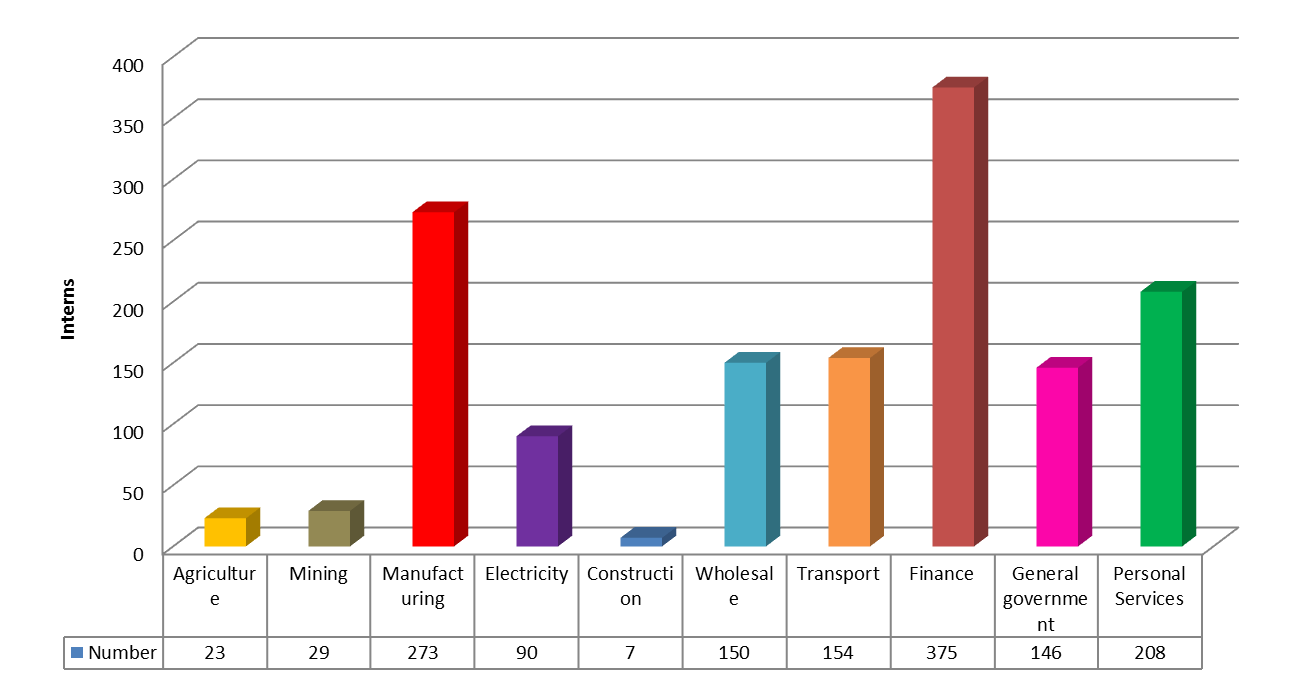 400
350
300
250
200
150
100
50
0
Interns
Agricultur
e
Mining
Manufact
uring
Electricity
Constructi
on
Wholesal
e
Transport
Finance
General
governme
nt
Personal
Services
Number 23 29 273 90 7 150 154 375 146 208